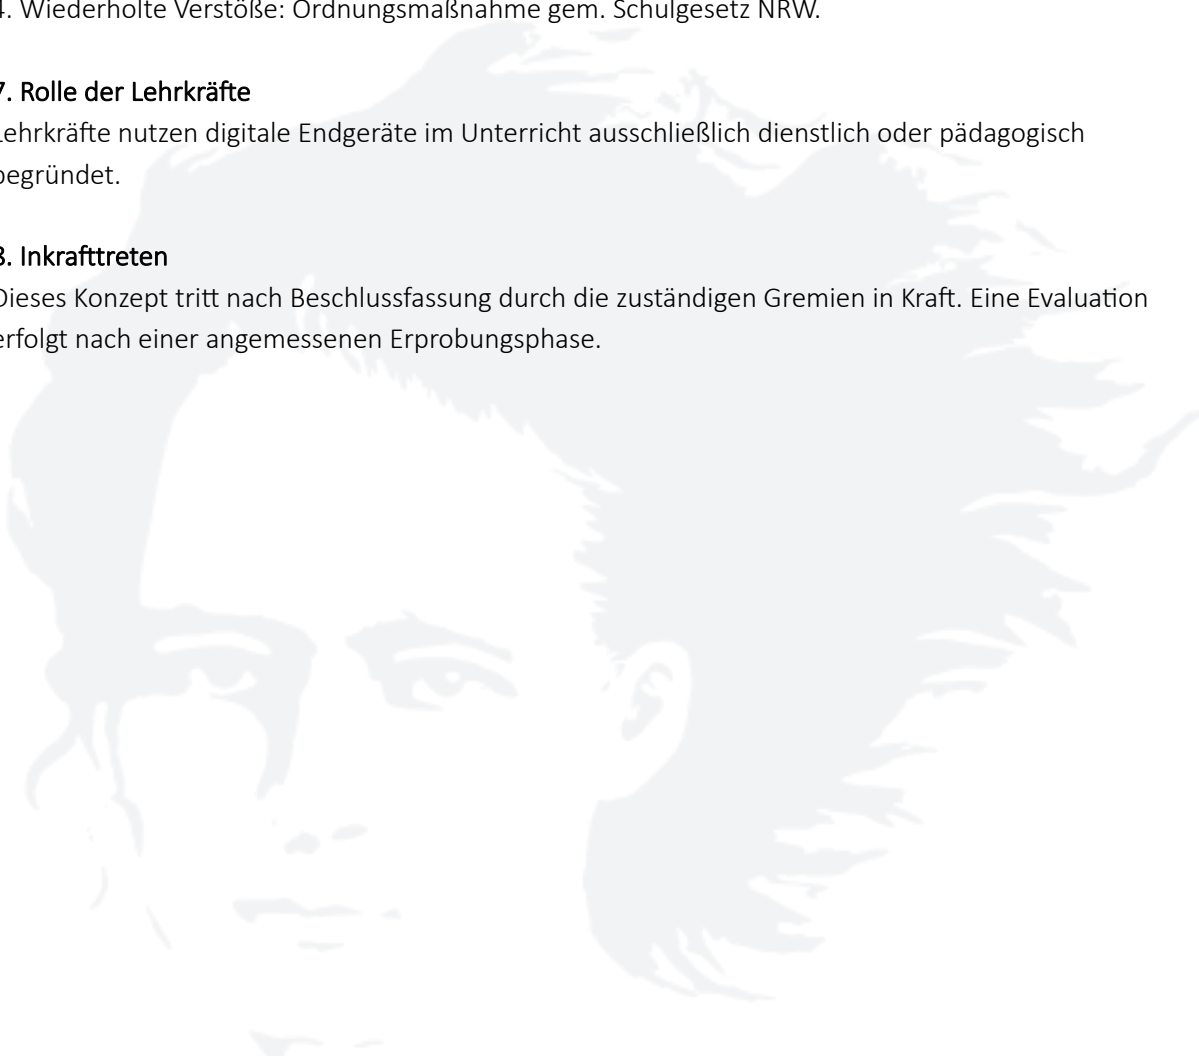 4. Wiederholte Verstöße: Ordnungsmaßnahme gem. Schulgesetz NRW.
7. Rolle der Lehrkräfte
Lehrkräfte nutzen digitale Endgeräte im Unterricht ausschließlich dienstlich oder pädagogisch
begründet.
8. Inkrafttreten
Dieses Konzept tritt nach Beschlussfassung durch die zuständigen Gremien in Kraft. Eine Evaluation
erfolgt nach einer angemessenen Erprobungsphase.